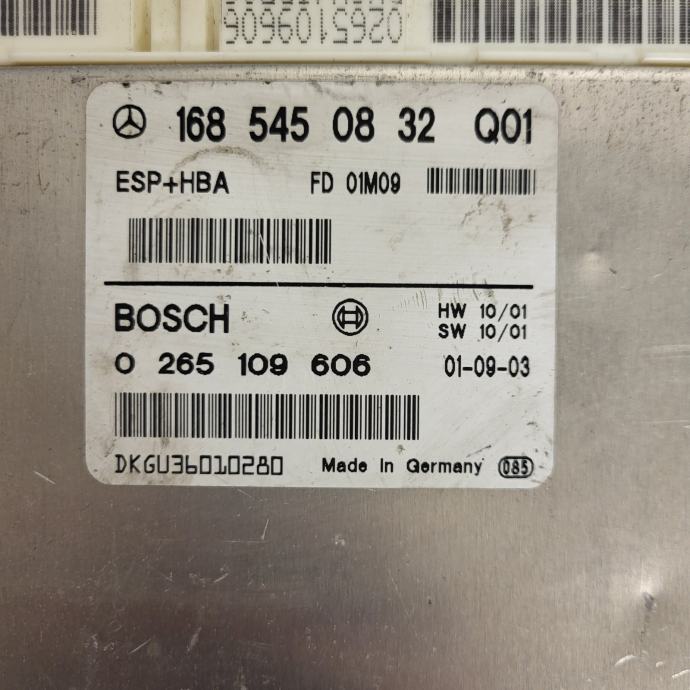 0265109606
168 545 08 32 Q01
ESP+HBA FD 01M09
BOSCH HW 10/01
SW 10/01
0 265 109 606 01-09-03
DKGU36010280 Made In Germany 085